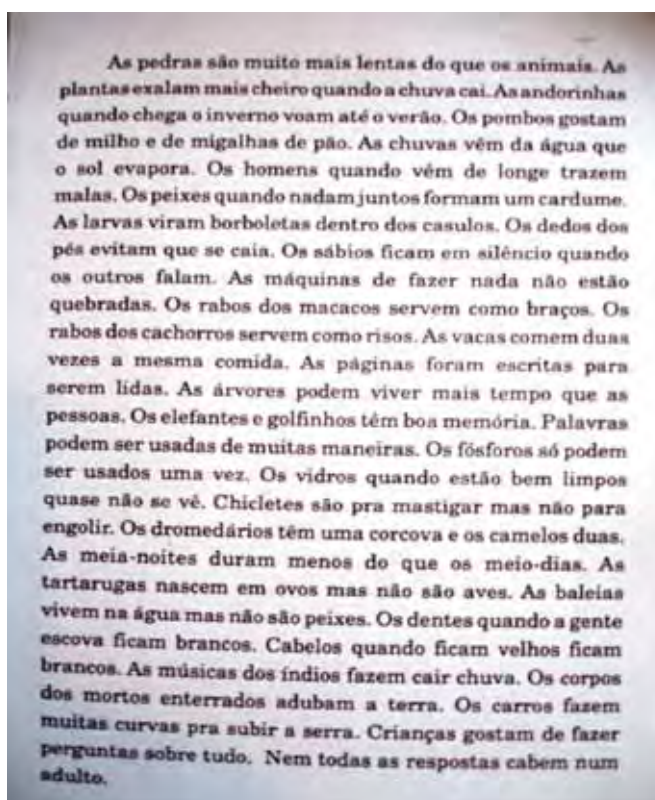 As pedras são muito mais lentas do que os animais. As
plantas exalam mais cheiro quando a chuva cai. As andorinhas
quando chega o inverno voam até o verão. Os pombos gostam
de milho e de migalhas de pão. As chuvas vêm da água que
o sol evapora. Os homens quando vêm de longe trazem
malas. Os peixes quando nadam juntos formam um cardume.
As larvas viram borboletas dentro dos casulos. Os dedos dos
pés evitam que se caia. Os sábios ficam em silêncio quando
os outros falam. As máquinas de fazer nada não estão
quebradas. Os rabos dos macacos servem como braços. Os
rabos dos cachorros servem como risos. As vacas comem duas
vezes a mesma comida. As páginas foram escritas para
serem lidas. As árvores podem viver mais tempo que as
pessoas. Os elefantes e golfinhos têm boa memória. Palavras
podem ser usadas de muitas maneiras. Os fósforos só podem
ser usados uma vez. Os vidros quando estão bem limpos
quase não se vê. Chicletes são pra mastigar mas não para
engolir. Os dromedários têm uma corcova e os camelos duas.
As meia-noites duram menos do que os meio-dias. As
tartarugas nascem em ovos mas não são aves. As baleias
vivem na água mas não são peixes. Os dentes quando a gente
escova ficam brancos. Cabelos quando ficam velhos ficam
brancos. As músicas dos índios fazem cair chuva. Os corpos
dos mortos enterrados adubam a terra. Os carros fazem
muitas curvas pra subir a serra. Crianças gostam de fazer
perguntas sobre tudo. Nem todas as respostas cabem num
adulto.